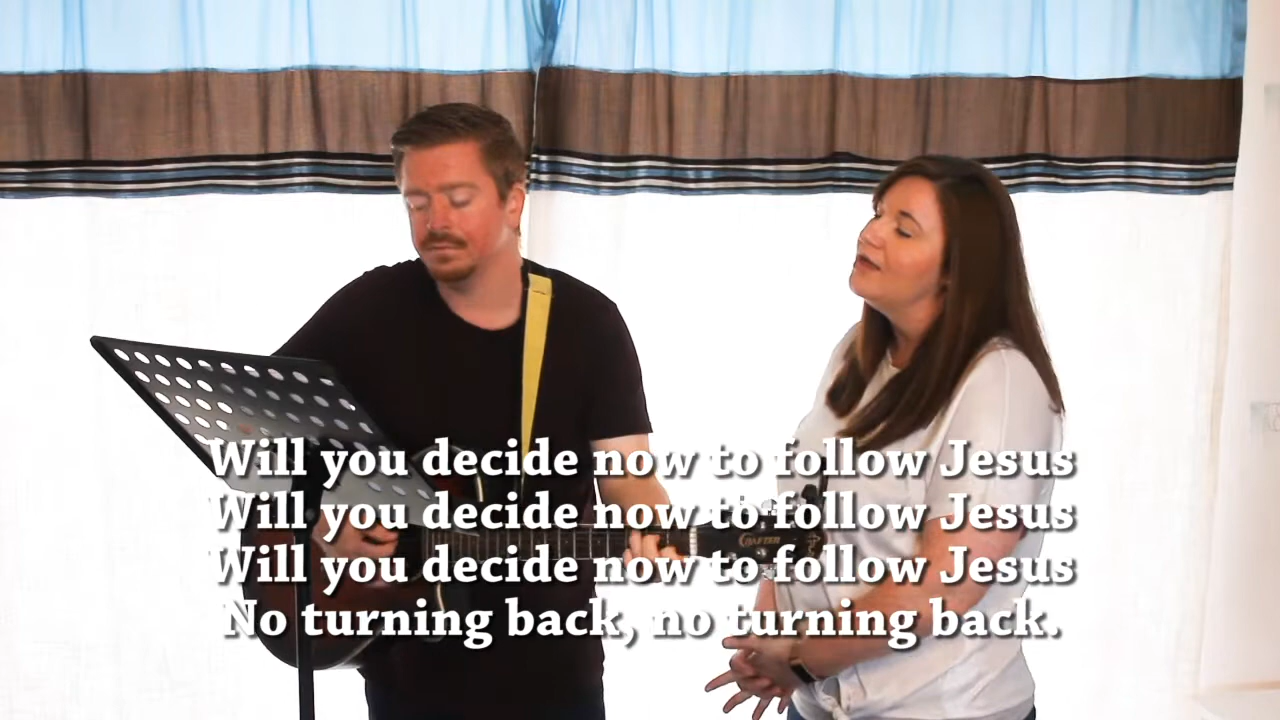 Will you decide now to follow Jesus
Will you decide now to follow Jesus
Will you decide now to follow Jesus
No turning back, no turning back.
CRAFTER